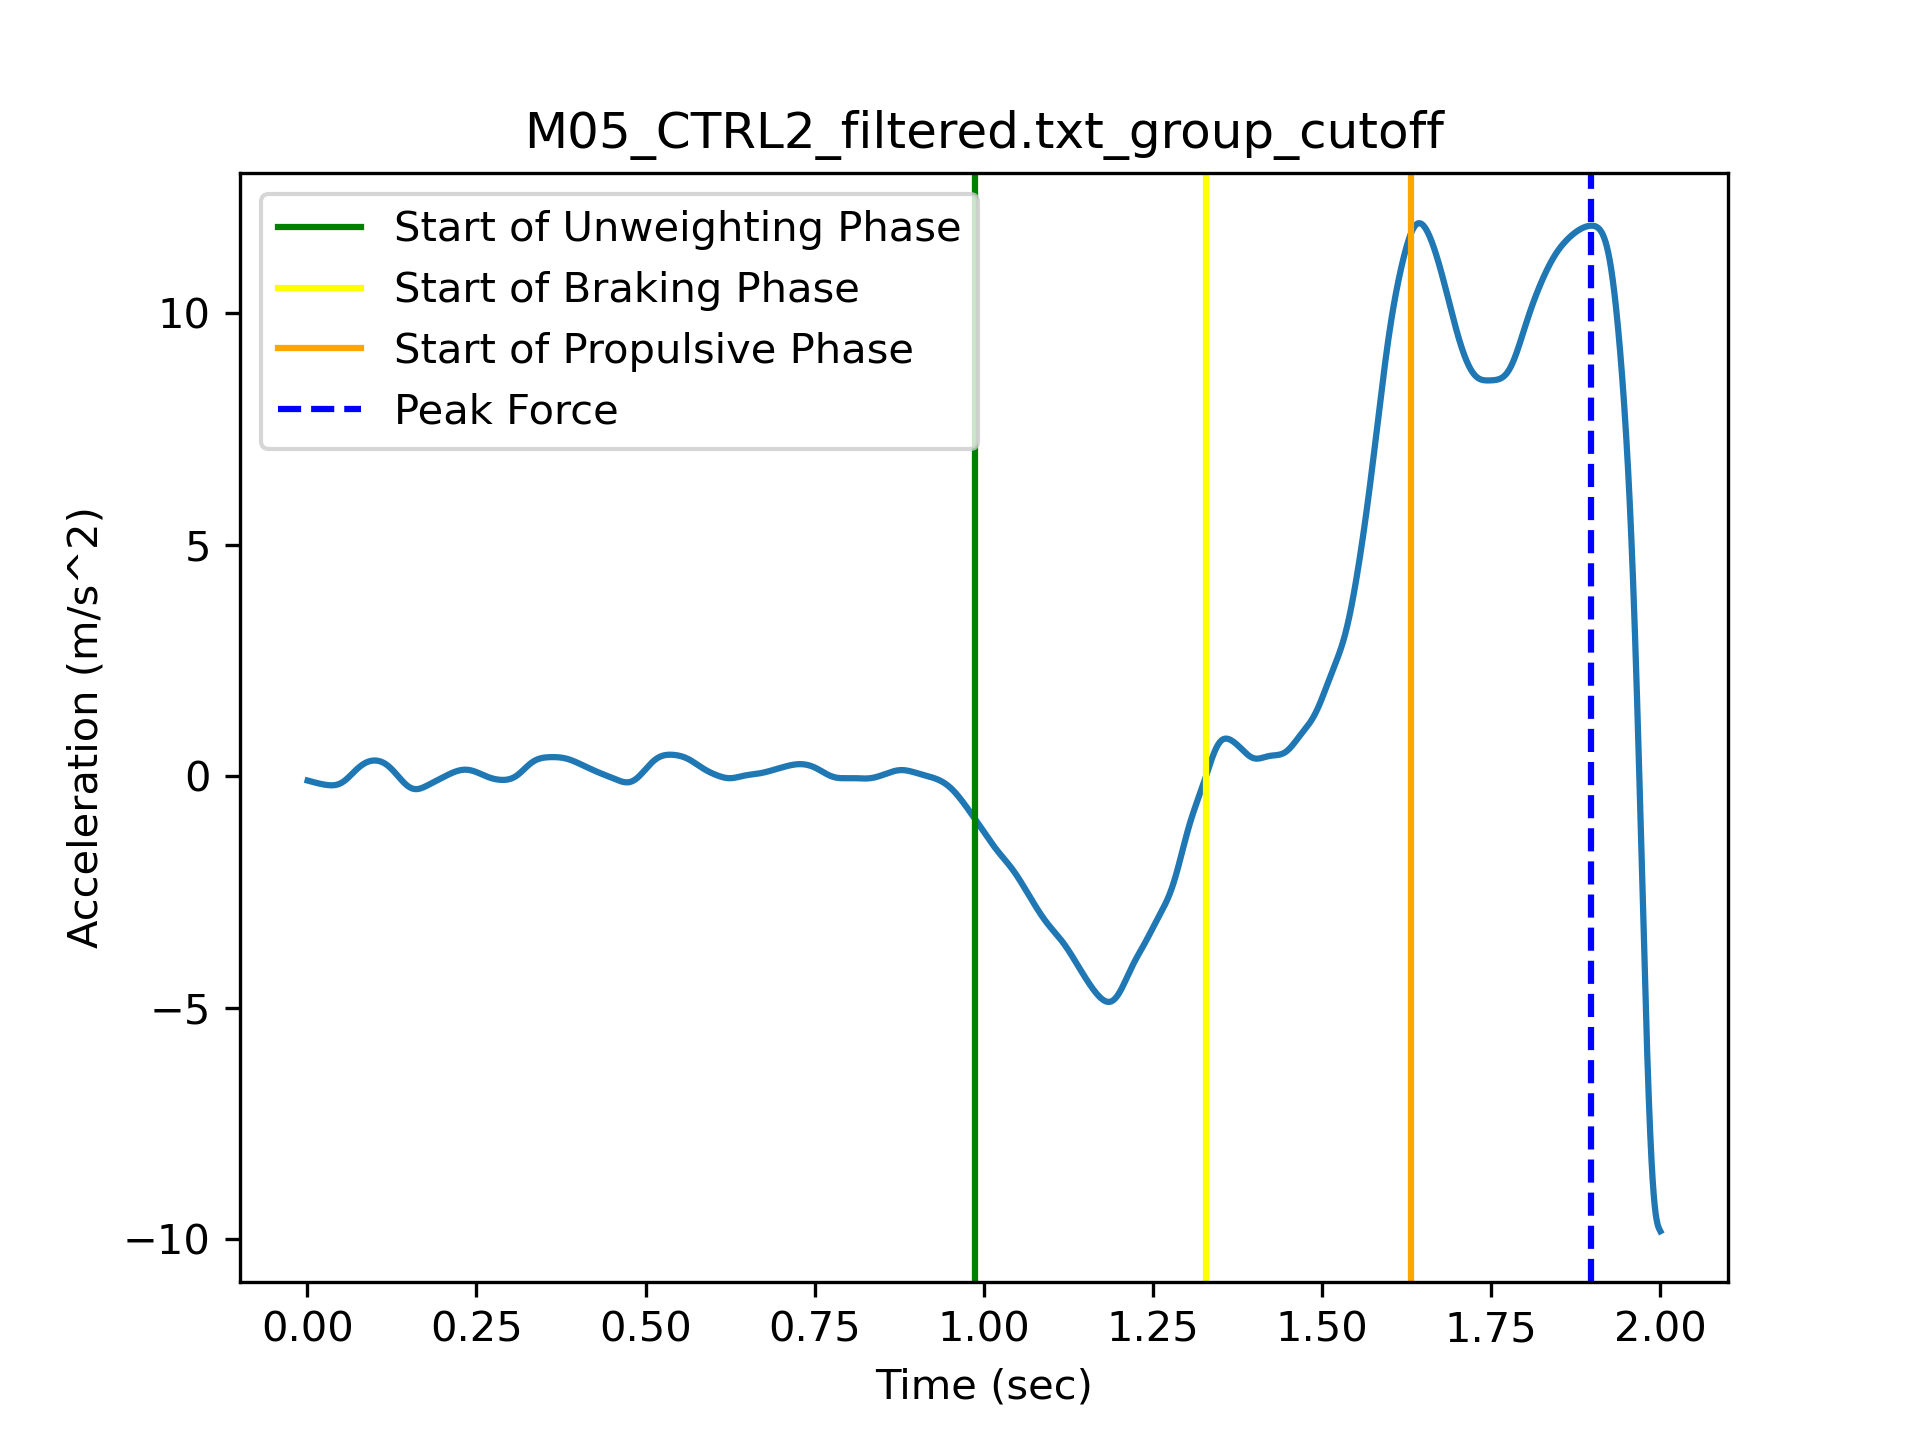 M05_CTRL2_filtered.txt_group_cutoff
Start of Unweighting Phase
Start of Braking Phase
Start of Propulsive Phase
Peak Force
Acceleration (m/s^2)
10
5
0
−5
−10
0.00 0.25 0.50 0.75 1.00 1.25 1.50 1.75 2.00
Time (sec)